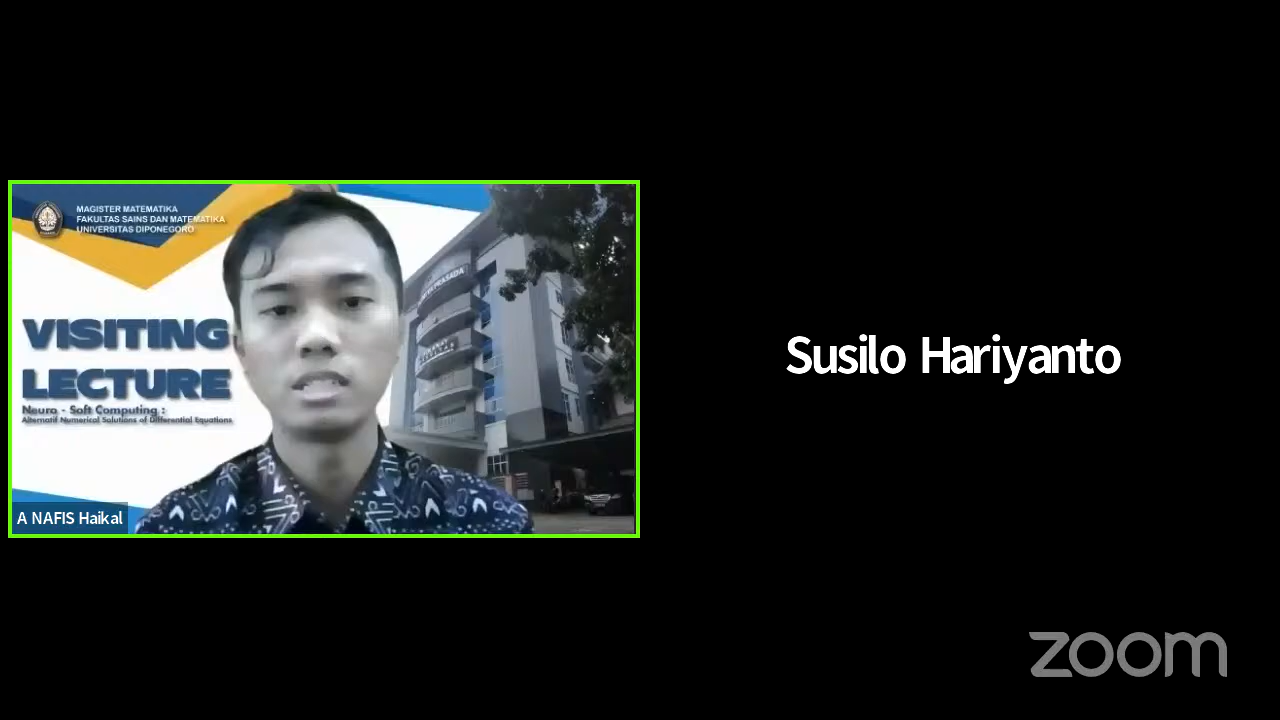 MAGISTER MATEMATIKA
FAKULTAS SAINS DAN MATEMATIKA
UNIVERSITAS DIPONEGORO
VISITING
LECTURE
Neuro - Soft Computing :
Alternatif Numerical Solutions of Differential Equations
A NAFIS Haikal
Susilo Hariyanto
zoom